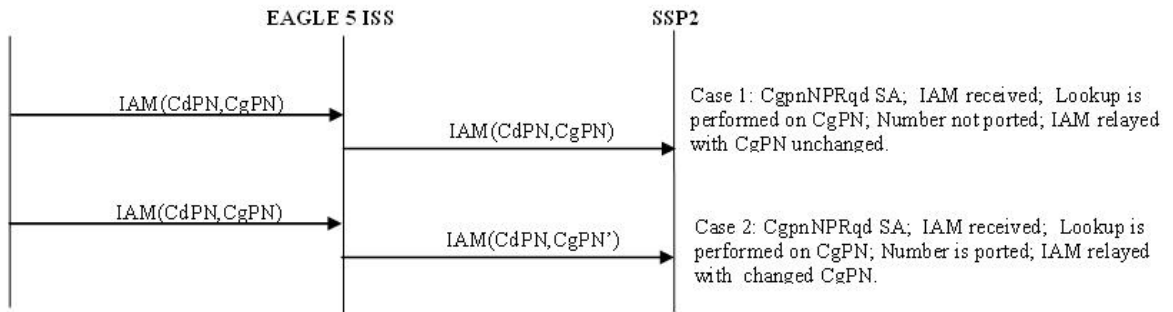 EAGLE 5 ISS
SSP2
IAM(CdPN,CgPN)
IAM(CdPN,CgPN)
Case 1: CgpnNPRqd SA; IAM received; Lookup is
performed on CgPN; Number not ported; IAM relayed
with CgPN unchanged.
IAM(CdPN,CgPN)
IAM(CdPN,CgPN’)
Case 2: CgpnNPRqd SA; IAM received; Lookup is
performed on CgPN; Number is ported; IAM relayed
with changed CgPN.